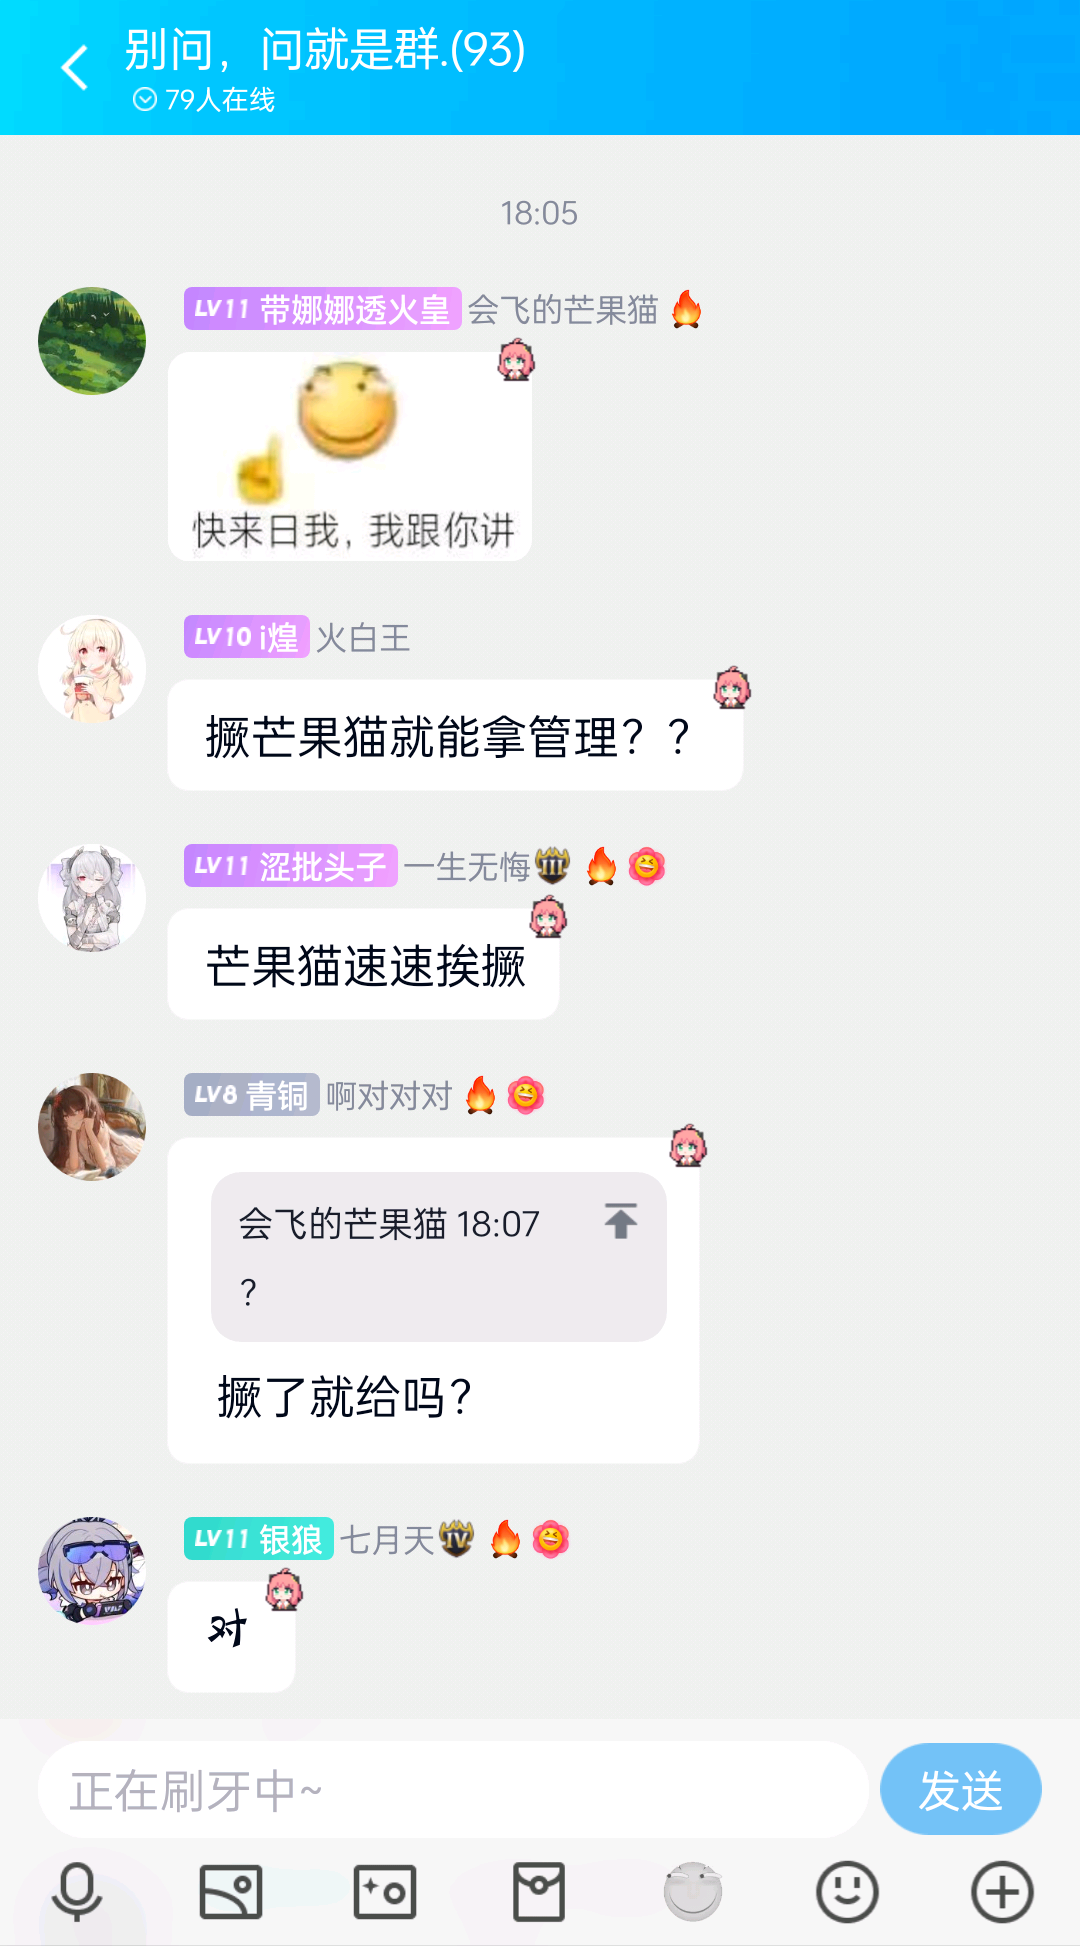 别问，问就是群.(93)
79人在线
18:05
LV11 带娜娜透火皇 会飞的芒果猫
快来日我，我跟你讲
LV10 i煌 火白王
撅芒果猫就能拿管理？？
LV11 涩批头子 一生无悔 III
芒果猫速速挨撅
LV8 青铜 啊对对对
会飞的芒果猫 18:07
？
撅了就给吗？
LV11 银狼 七月天 IV
对
正在刷牙中~
发送